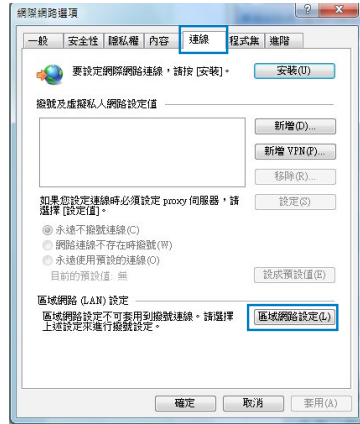 網際網路選項
一般 安全性 隱私權 內容 連線 程式集 進階
要設定網際網路連線，請按 [安裝]。 安裝(U)
撥號及虛擬私人網路設定值
新增(D)...
新增 VPN(P)...
移除(R)...
如果您設定連線時必須設定 proxy 伺服器，請
選擇 [設定值]。
設定(S)
永遠不撥號連線(C)
網路連線不存在時撥號(W)
永遠使用預設的連線(O)
目前的預設值: 無 設成預設值(E)
區域網路 (LAN) 設定
區域網路設定不可套用到撥號連線。請選擇
上述設定來進行撥號設定。
區域網路設定(L)
確定 取消 套用(A)